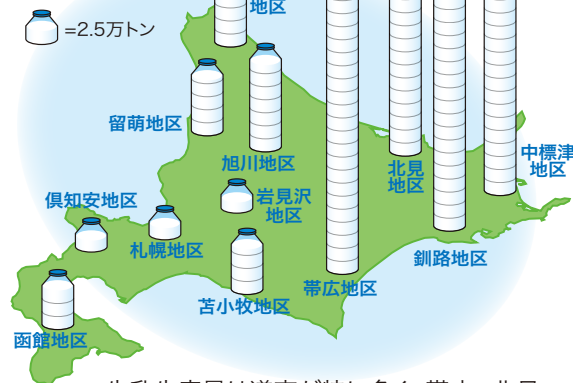 地区
=2.5万トン
留萌地区
旭川地区
北見
地区
中標津
地区
倶知安地区
岩見沢
地区
札幌地区
釧路地区
帯広地区
苫小牧地区
函館地区